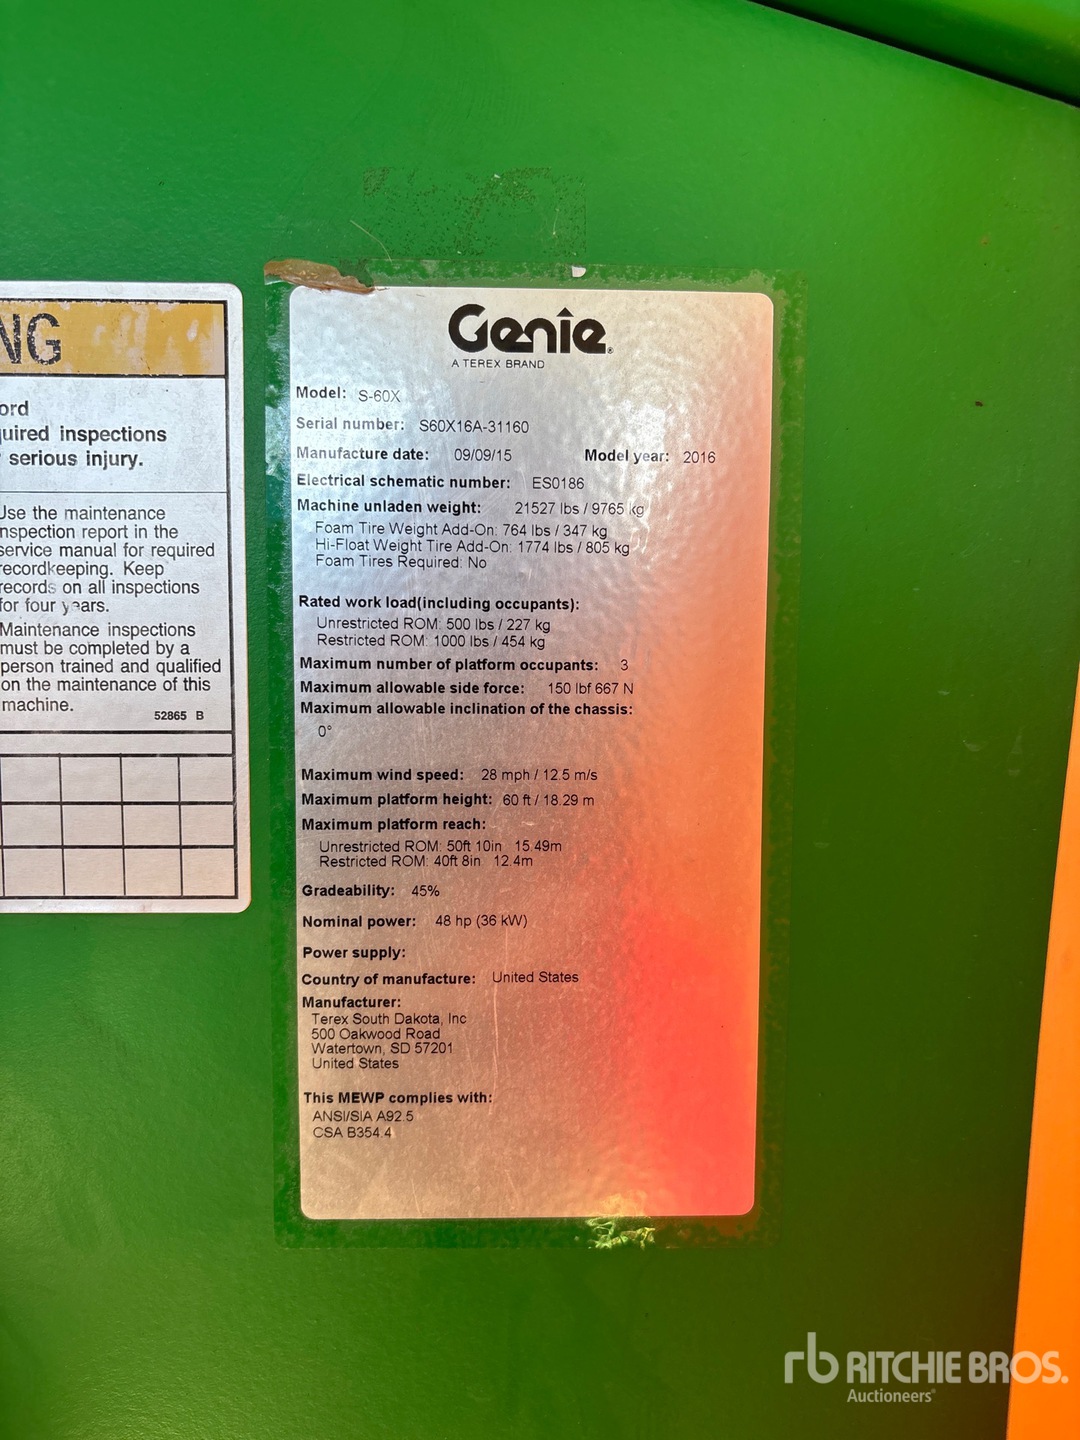 NG
ord
uired inspections
serious injury.
Use the maintenance
nspection report in the
service manual for required
recordkeeping. Keep
records on all inspections
for four years.
Maintenance inspections
must be completed by a
person trained and qualified
on the maintenance of this
machine.
52865 B
Genie®
A TEREX BRAND
Model: S-60X
Serial number: S60X16A-31160
Manufacture date: 09/09/15 Model year: 2016
Electrical schematic number: ES0186
Machine unladen weight: 21527 lbs / 9765 kg
Foam Tire Weight Add-On: 764 lbs / 347 kg
Hi-Float Weight Tire Add-On: 1774 lbs / 805 kg
Foam Tires Required: No
Rated work load(including occupants):
Unrestricted ROM: 500 lbs / 227 kg
Restricted ROM: 1000 lbs / 454 kg
Maximum number of platform occupants: 3
Maximum allowable side force: 150 lbf 667 N
Maximum allowable inclination of the chassis:
0°
Maximum wind speed: 28 mph / 12.5 m/s
Maximum platform height: 60 ft / 18.29 m
Maximum platform reach:
Unrestricted ROM: 50ft 10in 15.49m
Restricted ROM: 40ft 8in 12.4m
Gradeability: 45%
Nominal power: 48 hp (36 kW)
Power supply:
Country of manufacture: United States
Manufacturer:
Terex South Dakota, Inc
500 Oakwood Road
Watertown, SD 57201
United States
This MEWP complies with:
ANSI/SIA A92.5
CSA B354.4
rb RITCHIE BROS.
Auctioneers®